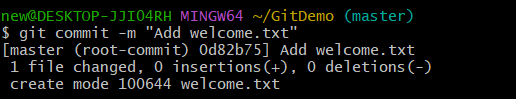 new@DESKTOP-JJIO4RH MINGW64 ~/GitDemo (master)
$ git commit -m "Add welcome.txt"
[master (root-commit) 0d82b75] Add welcome.txt
 1 file changed, 0 insertions(+), 0 deletions(-)
 create mode 100644 welcome.txt